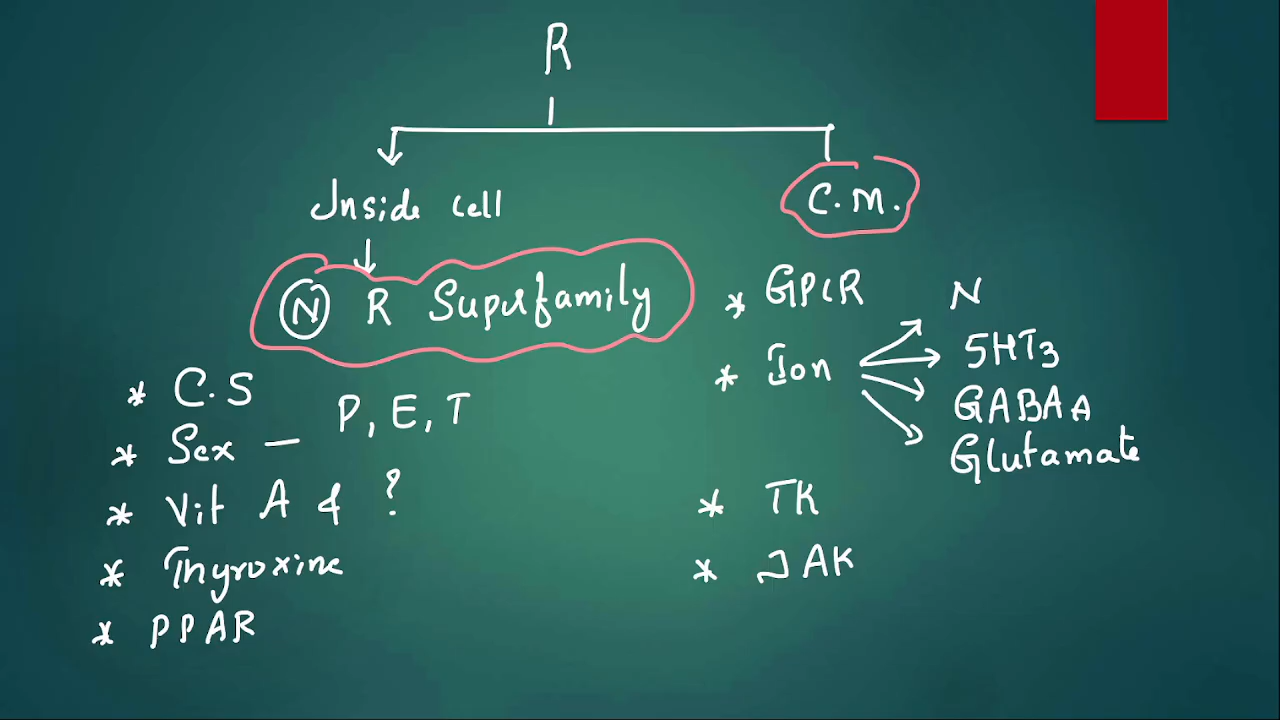 R
Inside cell
C.M.
N R Superfamily
* C.S
* Sex — P, E, T
* Vit A & ?
* Thyroxine
* PPAR
* GPCR
* Ion
N
5HT3
GABAA
Glutamate
* TK
* JAK